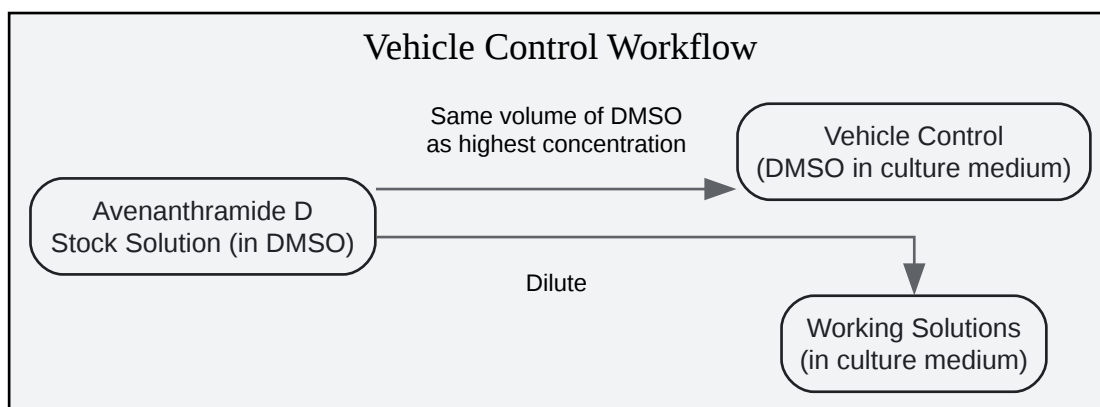 Vehicle Control Workflow
Same volume of DMSO
as highest concentration
Vehicle Control
(DMSO in culture medium)
Avenanthramide D
Stock Solution (in DMSO)
Dilute
Working Solutions
(in culture medium)